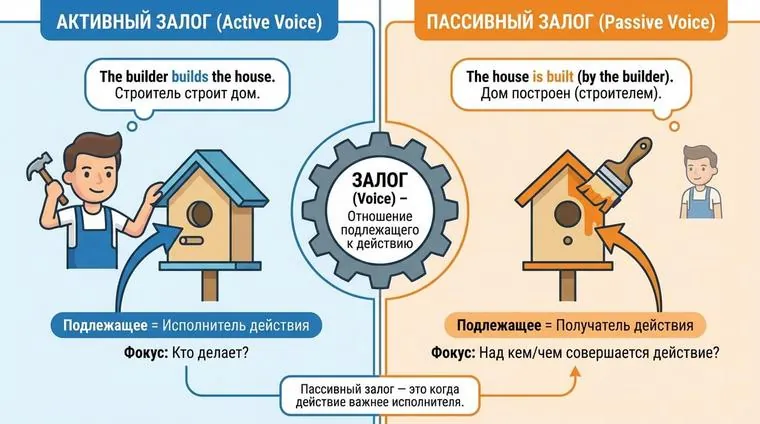 АКТИВНЫЙ ЗАЛОГ (Active Voice)
The builder builds the house.
Строитель строит дом.
Подлежащее = Исполнитель действия
Фокус: Кто делает?
ЗАЛОГ
(Voice) –
Отношение
подлежащего
к действию
ПАССИВНЫЙ ЗАЛОГ (Passive Voice)
The house is built (by the builder).
Дом построен (строителем).
Подлежащее = Получатель действия
Фокус: Над кем/чем совершается действие?
Пассивный залог — это когда
действие важнее исполнителя.